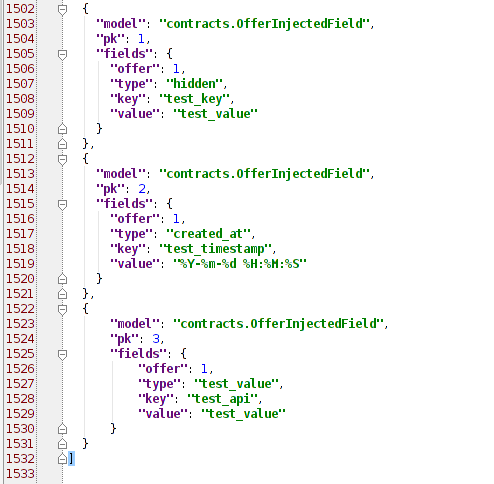 1502 {
1503 "model": "contracts.OfferInjectedField",
1504 "pk": 1,
1505 "fields": {
1506 "offer": 1,
1507 "type": "hidden",
1508 "key": "test_key",
1509 "value": "test_value"
1510 }
1511 },
1512 {
1513 "model": "contracts.OfferInjectedField",
1514 "pk": 2,
1515 "fields": {
1516 "offer": 1,
1517 "type": "created_at",
1518 "key": "test_timestamp",
1519 "value": "%Y-%m-%d %H:%M:%S"
1520 }
1521 },
1522 {
1523 "model": "contracts.OfferInjectedField",
1524 "pk": 3,
1525 "fields": {
1526 "offer": 1,
1527 "type": "test_value",
1528 "key": "test_api",
1529 "value": "test_value"
1530 }
1531 }
1532 ]
1533